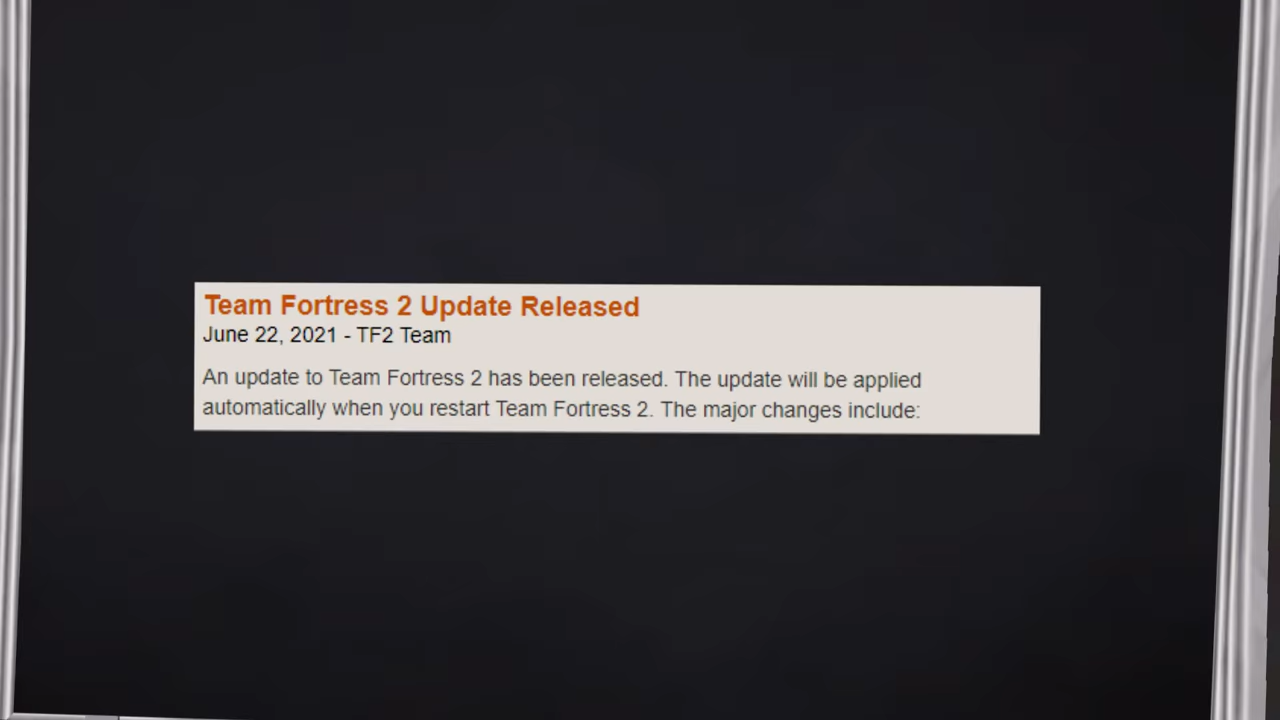 Team Fortress 2 Update Released
June 22, 2021 - TF2 Team
An update to Team Fortress 2 has been released. The update will be applied
automatically when you restart Team Fortress 2. The major changes include: